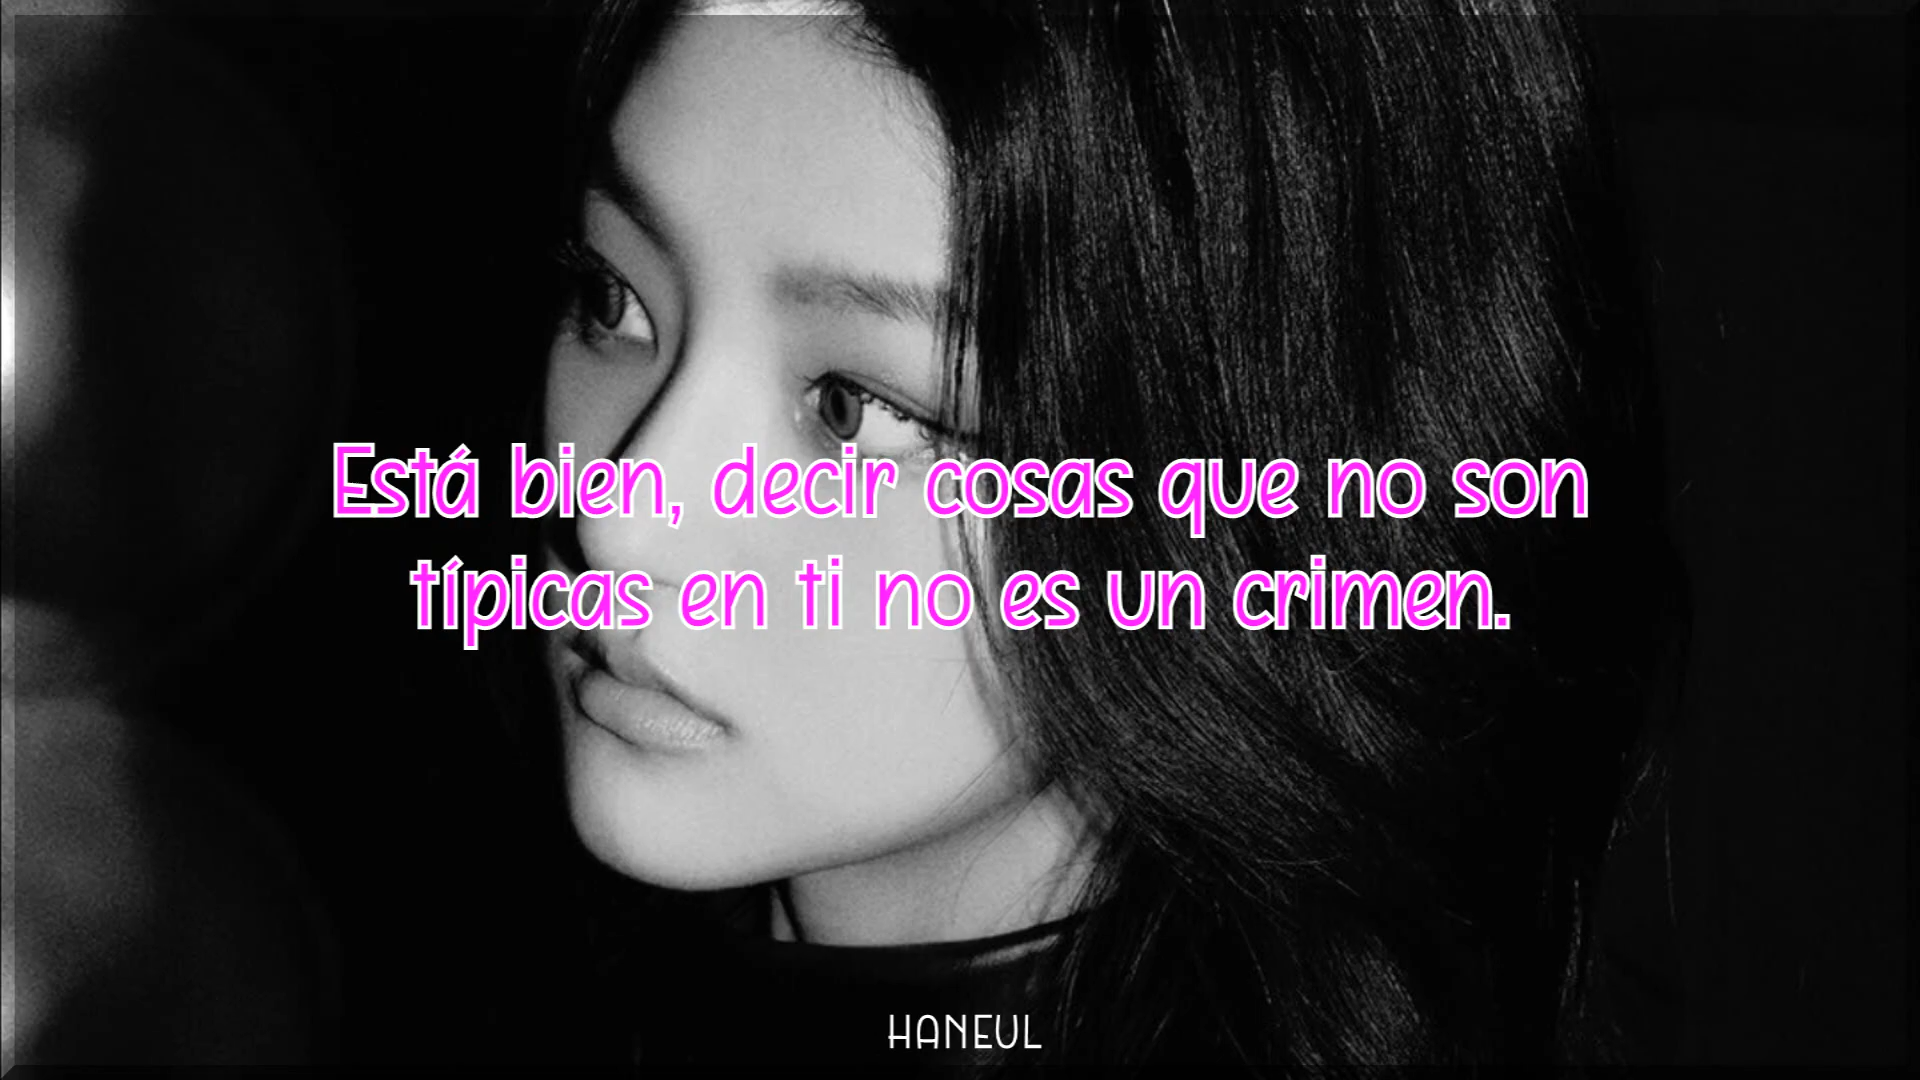 Está bien, decir cosas que no son
típicas en ti no es un crimen.
HANEUL